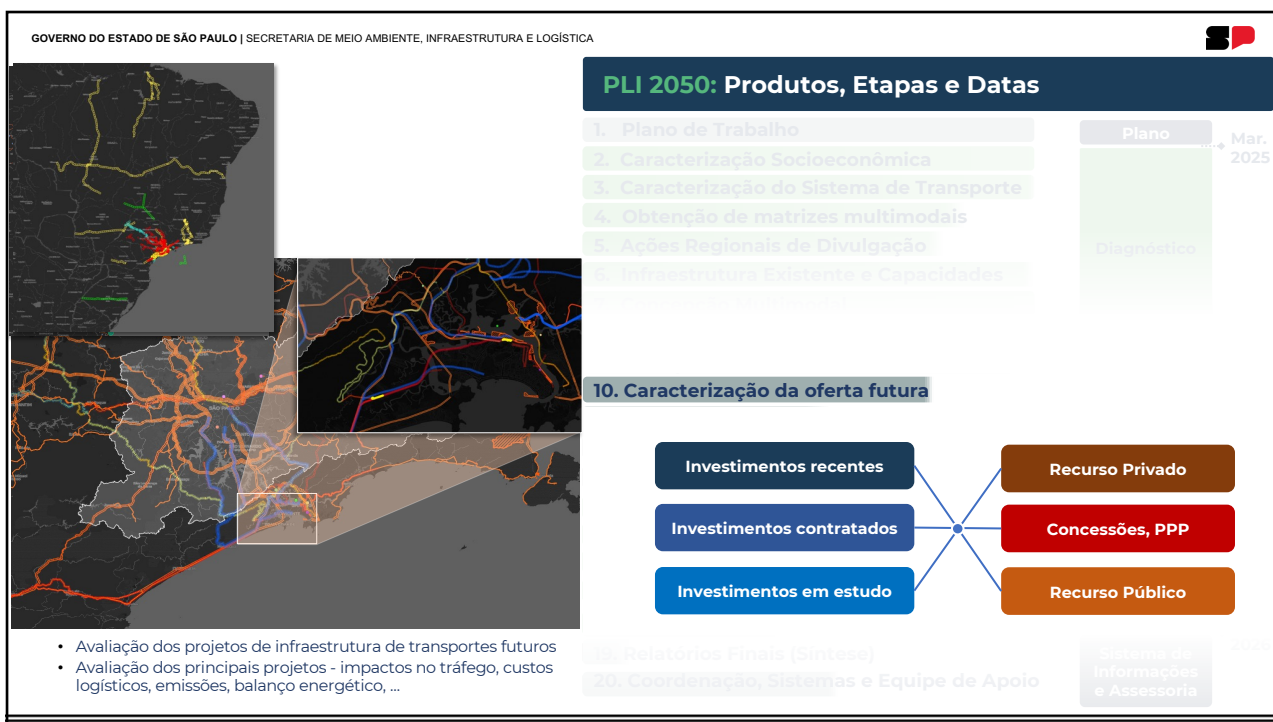 GOVERNO DO ESTADO DE SÃO PAULO | SECRETARIA DE MEIO AMBIENTE, INFRAESTRUTURA E LOGÍSTICA
SP
PLI 2050: Produtos, Etapas e Datas
1. Plano de Trabalho
2. Caracterização Socioeconômica
3. Caracterização do Sistema de Transporte
4. Obtenção de matrizes multimodais
5. Ações Regionais de Divulgação
6. Infraestrutura Existente e Capacidades
Plano
Mar.
2025
Diagnóstico
10. Caracterização da oferta futura
Investimentos recentes
Investimentos contratados
Investimentos em estudo
Recurso Privado
Concessões, PPP
Recurso Público
SÃO PAULO
• Avaliação dos projetos de infraestrutura de transportes futuros
• Avaliação dos principais projetos - impactos no tráfego, custos
logísticos, emissões, balanço energético, ...
19. Relatórios Finais (Síntese)
20. Coordenação, Sistemas e Equipe de Apoio
Sistema de
Informações
e Assessoria